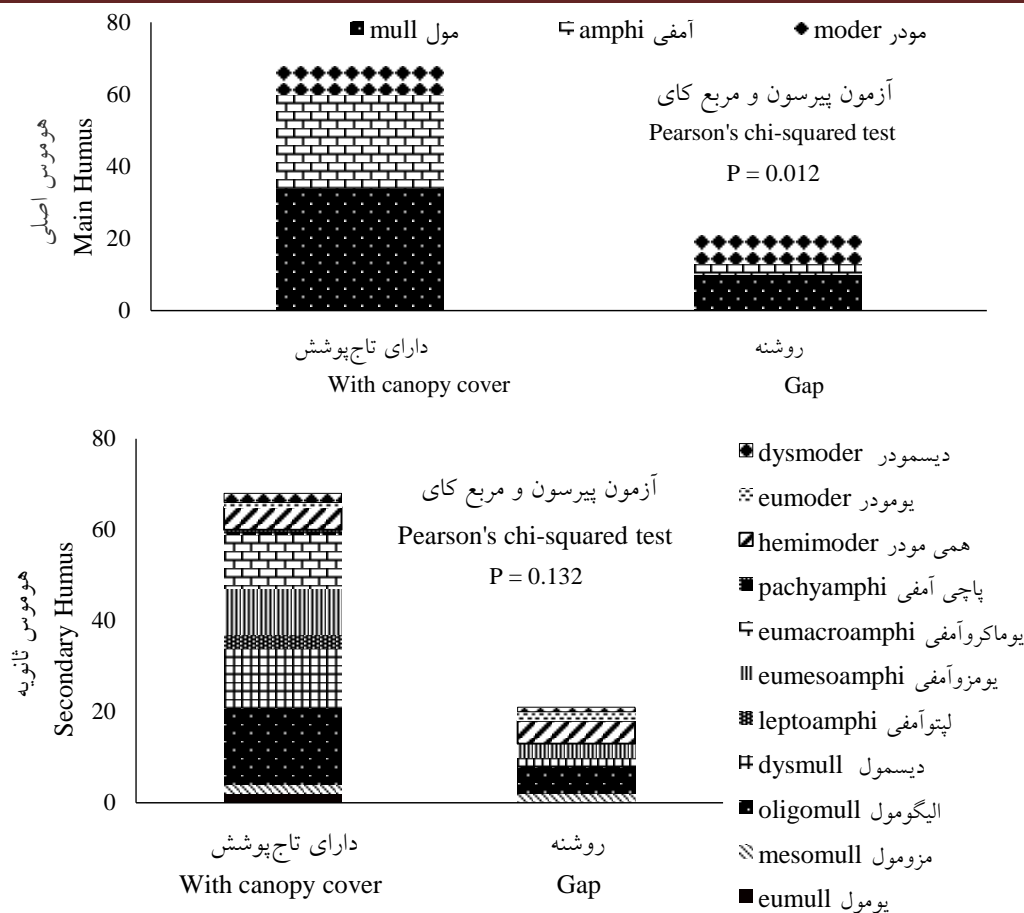 80
60
40
20
0
هوموس اصلی
Main Humus
مول mull
آمفی amphi
مودر moder
آزمون پیرسون و مربع کای
Pearson's chi-squared test
P = 0.012
دارای تاج‌پوشش
With canopy cover
روشنه
Gap
80
60
40
20
0
هوموس ثانویه
Secondary Humus
آزمون پیرسون و مربع کای
Pearson's chi-squared test
P = 0.132
دارای تاج‌پوشش
With canopy cover
روشنه
Gap
dysmoder دیسمودر
eumoder یومودر
hemimoder همی مودر
pachyamphi پاچی آمفی
eumacroamphi یوماکروآمفی
eumesoamphi یومزوآمفی
leptoamphi لپتوآمفی
dysmull دیسمول
oligomull الیگومول
mesomull مزومول
eumull یومول